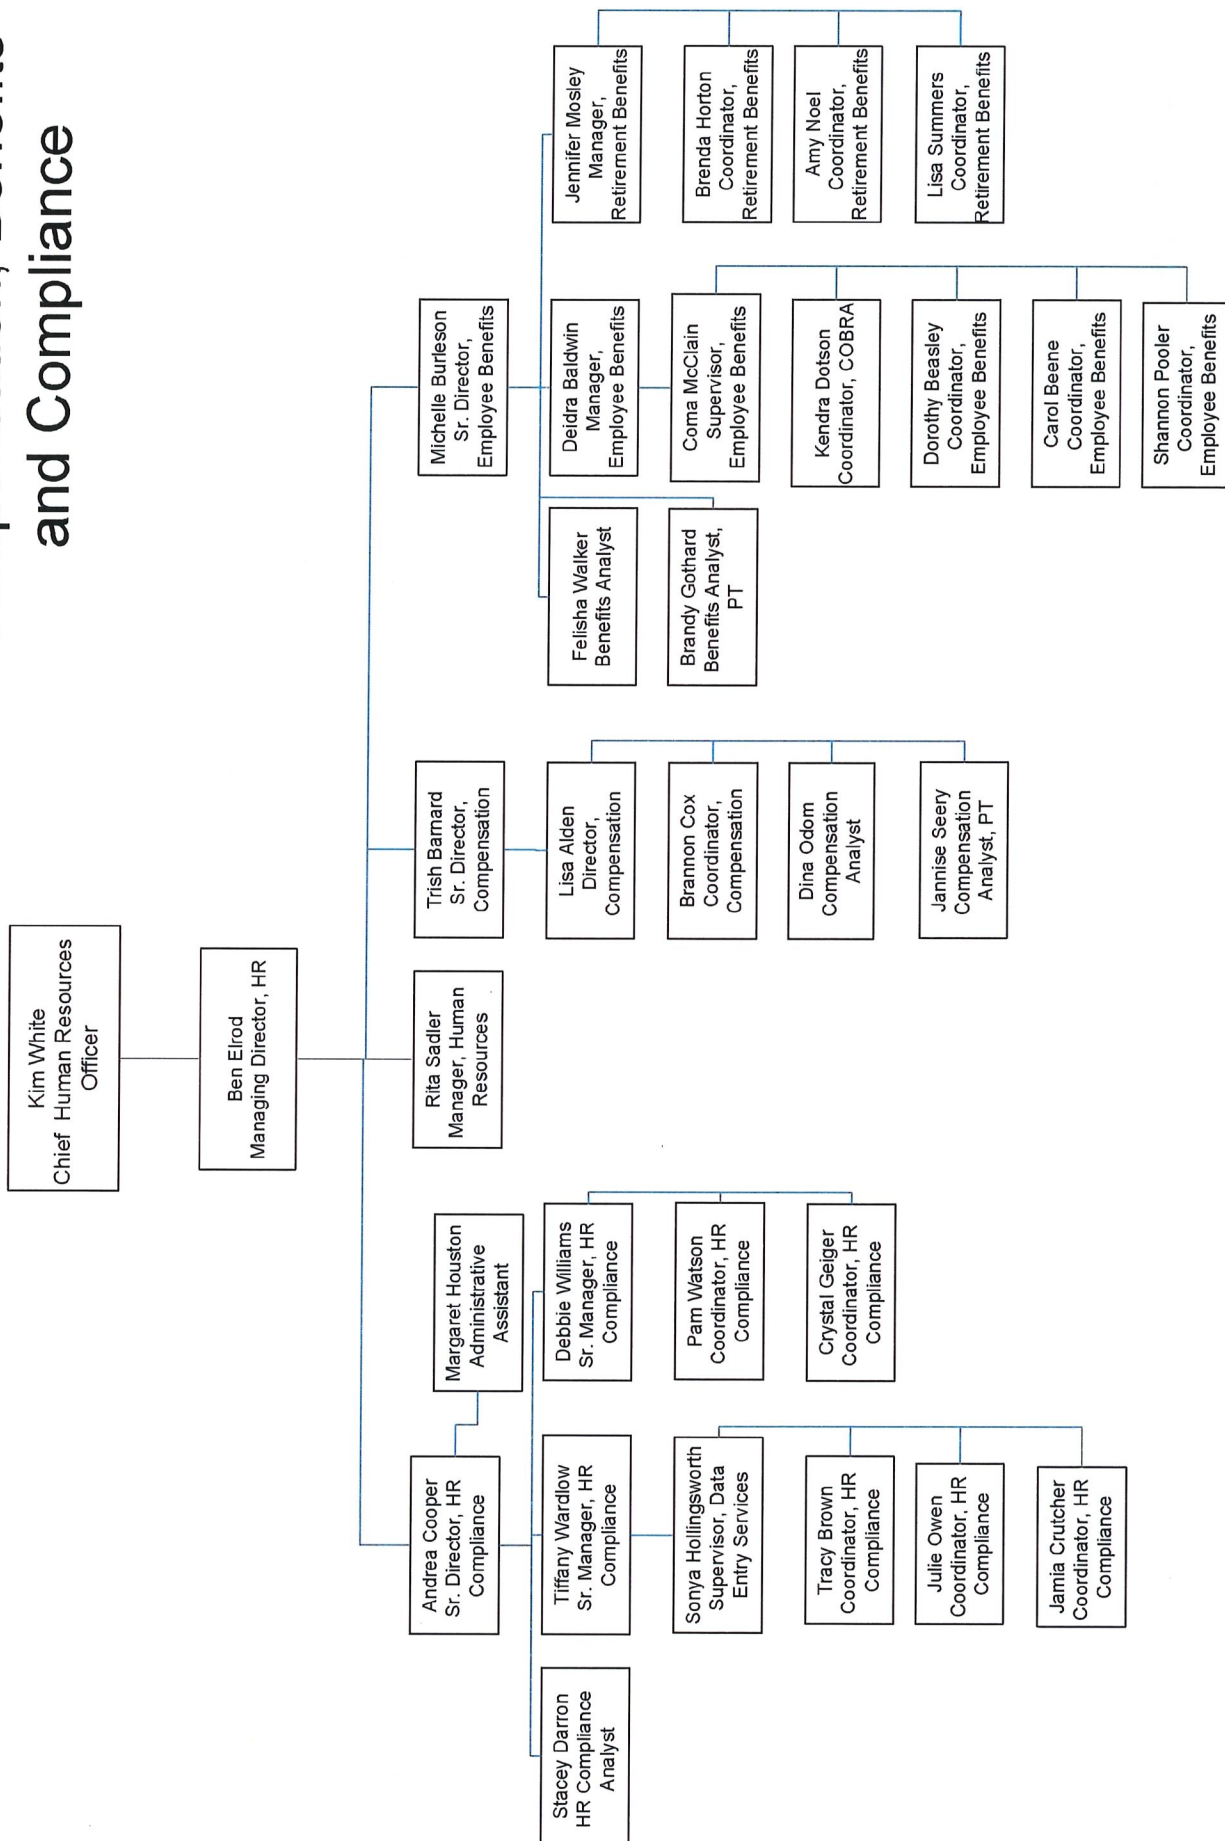 and Compliance
Kim White
Chief Human Resources
Officer
Ben Elrod
Managing Director, HR
Andrea Cooper
Sr. Director, HR
Compliance
Margaret Houston
Administrative
Assistant
Rita Sadler
Manager, Human
Resources
Trish Barnard
Sr. Director,
Compensation
Michelle Burleson
Sr. Director,
Employee Benefits
Stacey Darron
HR Compliance
Analyst
Tiffany Wardlow
Sr. Manager, HR
Compliance
Debbie Williams
Sr. Manager, HR
Compliance
Lisa Alden
Director,
Compensation
Felisha Walker
Benefits Analyst
Deidra Baldwin
Manager,
Employee Benefits
Jennifer Mosley
Manager,
Retirement Benefits
Sonya Hollingsworth
Supervisor, Data
Entry Services
Pam Watson
Coordinator, HR
Compliance
Brannon Cox
Coordinator,
Compensation
Brandy Gothard
Benefits Analyst,
PT
Coma McClain
Supervisor,
Employee Benefits
Brenda Horton
Coordinator,
Retirement Benefits
Tracy Brown
Coordinator, HR
Compliance
Crystal Geiger
Coordinator, HR
Compliance
Dina Odom
Compensation
Analyst
Kendra Dotson
Coordinator, COBRA
Amy Noel
Coordinator,
Retirement Benefits
Julie Owen
Coordinator, HR
Compliance
Jannise Seery
Compensation
Analyst, PT
Dorothy Beasley
Coordinator,
Employee Benefits
Lisa Summers
Coordinator,
Retirement Benefits
Jamia Crutcher
Coordinator, HR
Compliance
Carol Beene
Coordinator,
Employee Benefits
Shannon Pooler
Coordinator,
Employee Benefits